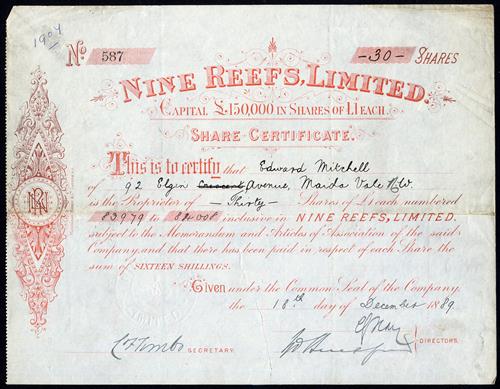 1904
No. 587 -30- SHARES
NINE REEFS, LIMITED.
CAPITAL £150,000 IN SHARES OF £1 EACH.
SHARE CERTIFICATE.
This is to certify that Edward Mitchell
of 92 Elgin Crescent Avenue, Maida Vale N.W.
is the Proprietor of - Thirty - Shares of £1 each numbered
83979 to 84008 inclusive in NINE REEFS, LIMITED.
subject to the Memorandum and Articles of Association of the said
Company, and that there has been paid in respect of each Share the
sum of SIXTEEN SHILLINGS.
Given under the Common Seal of the Company
the 18th day of December 1889.
SECRETARY.
DIRECTORS.